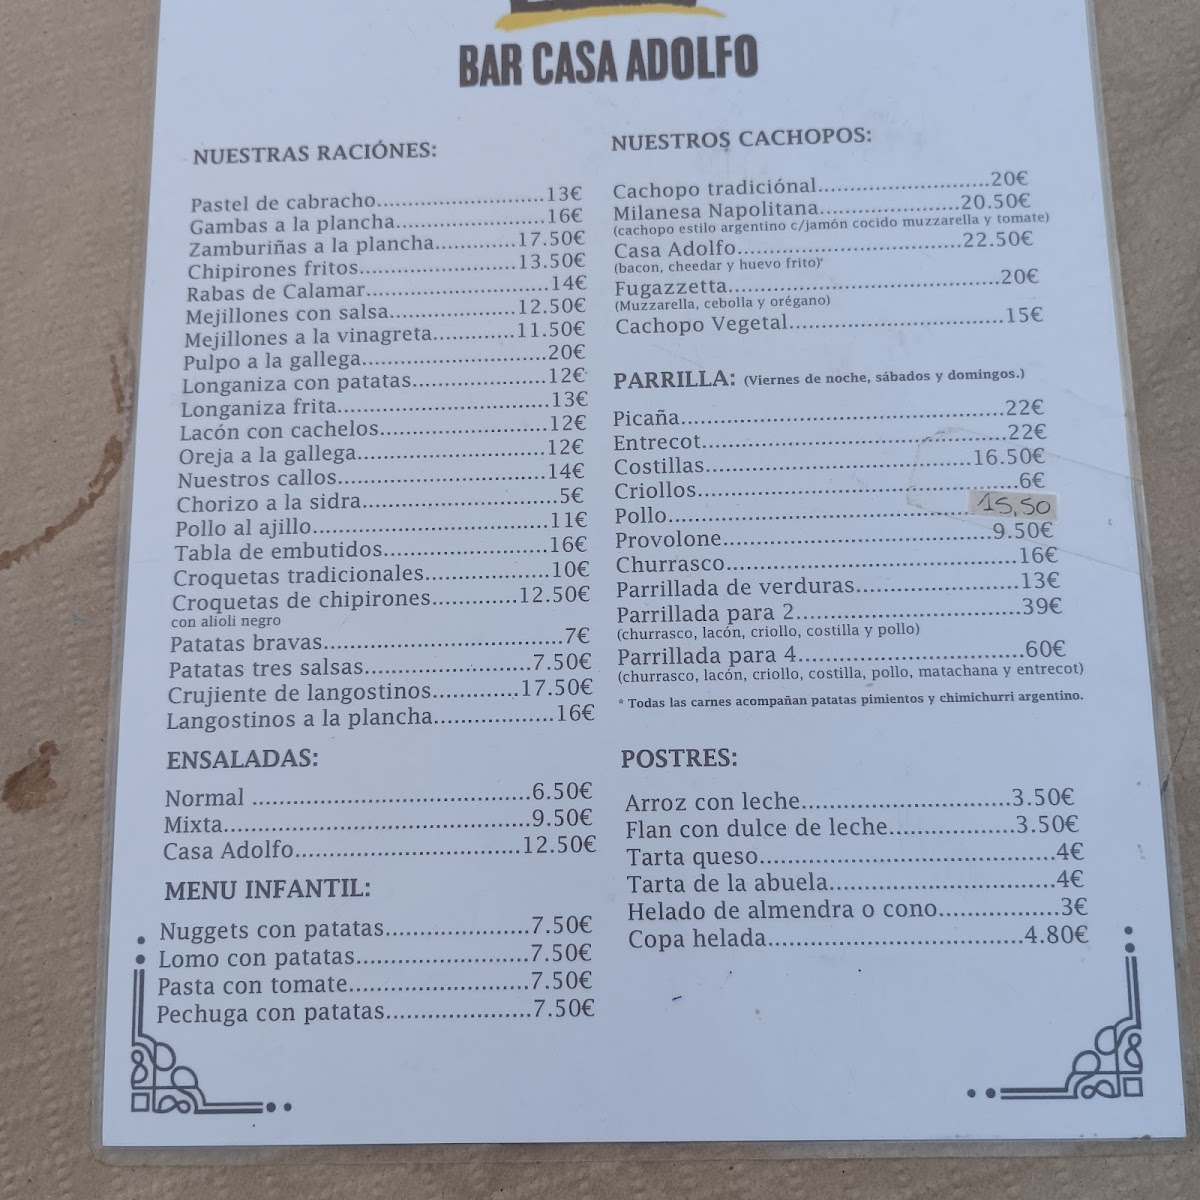 BAR CASA ADOLFO
NUESTRAS RACIÓNES:
Pastel de cabracho..........................13€
Gambas a la plancha.......................16€
Zamburiñas a la plancha............17.50€
Chipirones fritos.......................13.50€
Rabas de Calamar...........................14€
Mejillones con salsa...................12.50€
Mejillones a la vinagreta............11.50€
Pulpo a la gallega...........................20€
Longaniza con patatas....................12€
Longaniza frita...............................13€
Lacón con cachelos.........................12€
Oreja a la gallega............................12€
Nuestros callos...............................14€
Chorizo a la sidra.............................5€
Pollo al ajillo..................................11€
Tabla de embutidos........................16€
Croquetas tradicionales..................10€
Croquetas de chipirones............12.50€
con alioli negro
Patatas bravas..................................7€
Patatas tres salsas.......................7.50€
Crujiente de langostinos............17.50€
Langostinos a la plancha.................16€
ENSALADAS:
Normal .......................................6.50€
Mixta...........................................9.50€
Casa Adolfo................................12.50€
MENU INFANTIL:
Nuggets con patatas....................7.50€
Lomo con patatas........................7.50€
Pasta con tomate.........................7.50€
Pechuga con patatas.....................7.50€
NUESTROS CACHOPOS:
Cachopo tradiciónal..........................20€
Milanesa Napolitana.....................20.50€
(cachopo estilo argentino c/jamón cocido muzzarella y tomate)
Casa Adolfo..................................22.50€
(bacon, cheedar y huevo frito)*
Fugazzetta.........................................20€
(Muzzarella, cebolla y orégano)
Cachopo Vegetal................................15€
PARRILLA: (Viernes de noche, sábados y domingos.)
Picaña................................................22€
Entrecot.............................................22€
Costillas.......................................16.50€
Criollos...............................................6€
Pollo.............................................15,50
Provolone.......................................9.50€
Churrasco...........................................16€
Parrillada de verduras.......................13€
Parrillada para 2.................................39€
(churrasco, lacón, criollo, costilla y pollo)
Parrillada para 4.................................60€
(churrasco, lacón, criollo, costilla, pollo, matachana y entrecot)
* Todas las carnes acompañan patatas pimientos y chimichurri argentino.
POSTRES:
Arroz con leche..............................3.50€
Flan con dulce de leche..................3.50€
Tarta queso.........................................4€
Tarta de la abuela...............................4€
Helado de almendra o cono................3€
Copa helada...................................4.80€